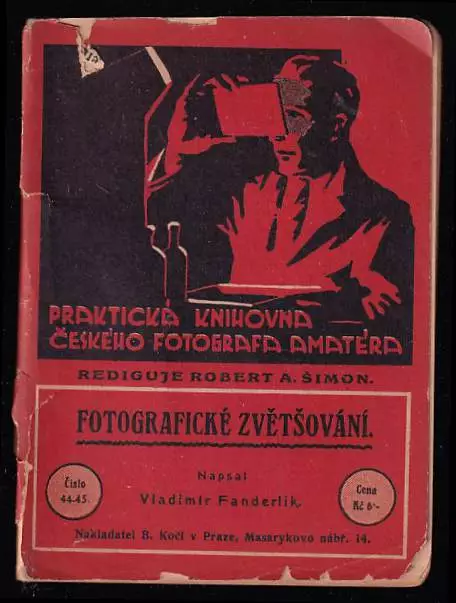 PRAKTICKÁ KNIHOVNA —
ČESKÉHO FOTOGRAFA AMATÉRA
REDIGUJE ROBERT A. ŠIMON.
FOTOGRAFICKÉ ZVĚTŠOVÁNÍ.
Napsal
Vladimír Fanderlik.
Číslo
44-45.
Cena
Kč 6·-
Nakladatel B. Kočí v Praze, Masarykovo nábř. 14.